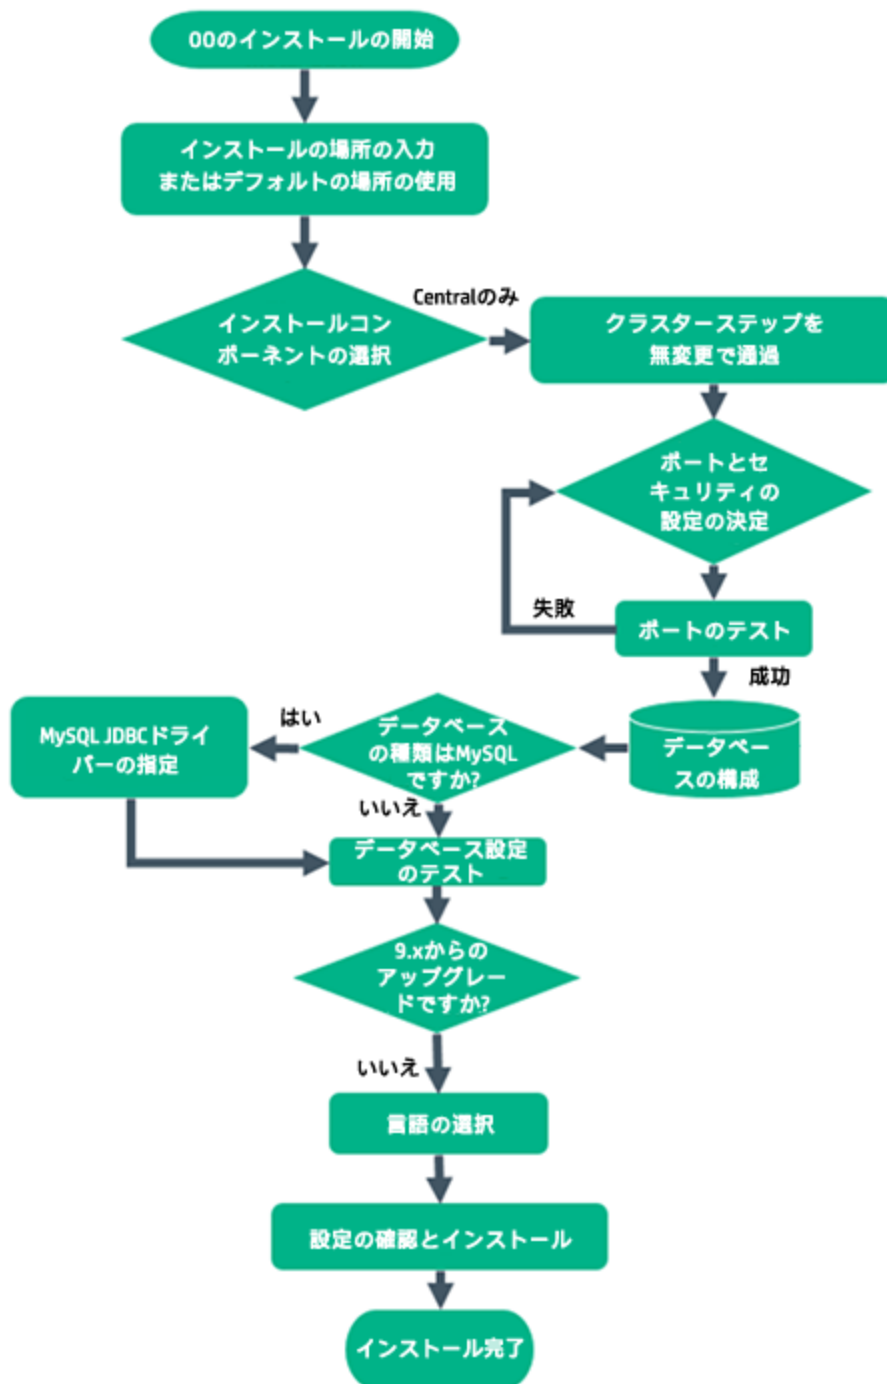 OOのインストールの開始
インストールの場所の入力
またはデフォルトの場所の使用
Centralのみ
インストールコン
ポーネントの選択
クラスターステップを
無変更で通過
ポートとセ
キュリティの
設定の決定
失敗
ポートのテスト
成功
データベー
スの構成
データベース
の種類はMySQL
ですか?
はい
MySQL JDBCドライ
バーの指定
いいえ
データベース設定
のテスト
9.xからの
アップグレー
ドですか?
いいえ
言語の選択
設定の確認とインストール
インストール完了